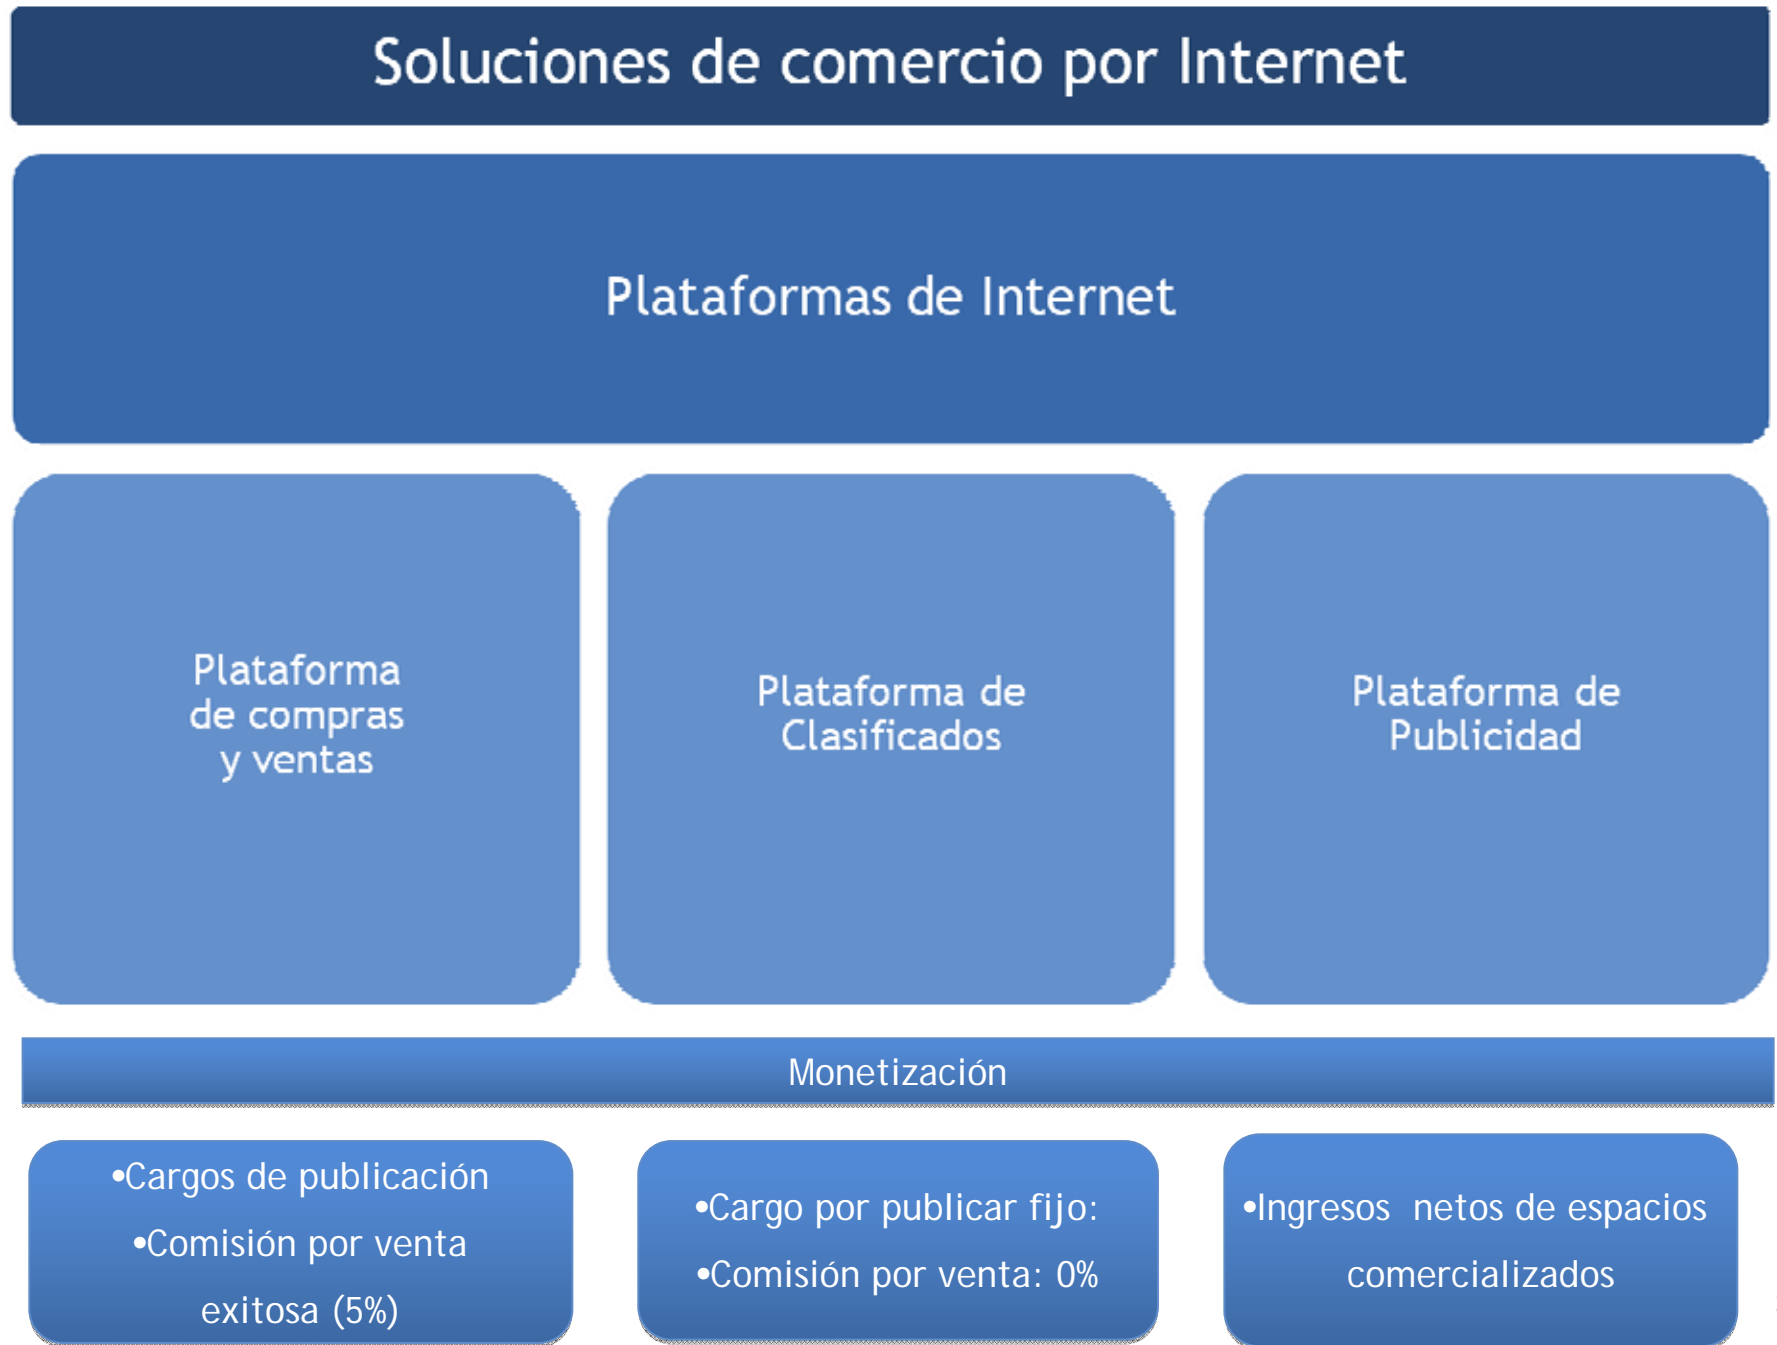 Soluciones de comercio por Internet
Plataformas de Internet
Plataforma
de compras
y ventas
Plataforma de
Clasificados
Plataforma de
Publicidad
Monetización
•Cargos de publicación
•Comisión por venta
exitosa (5%)
•Cargo por publicar fijo:
•Comisión por venta: 0%
•Ingresos  netos de espacios
comercializados